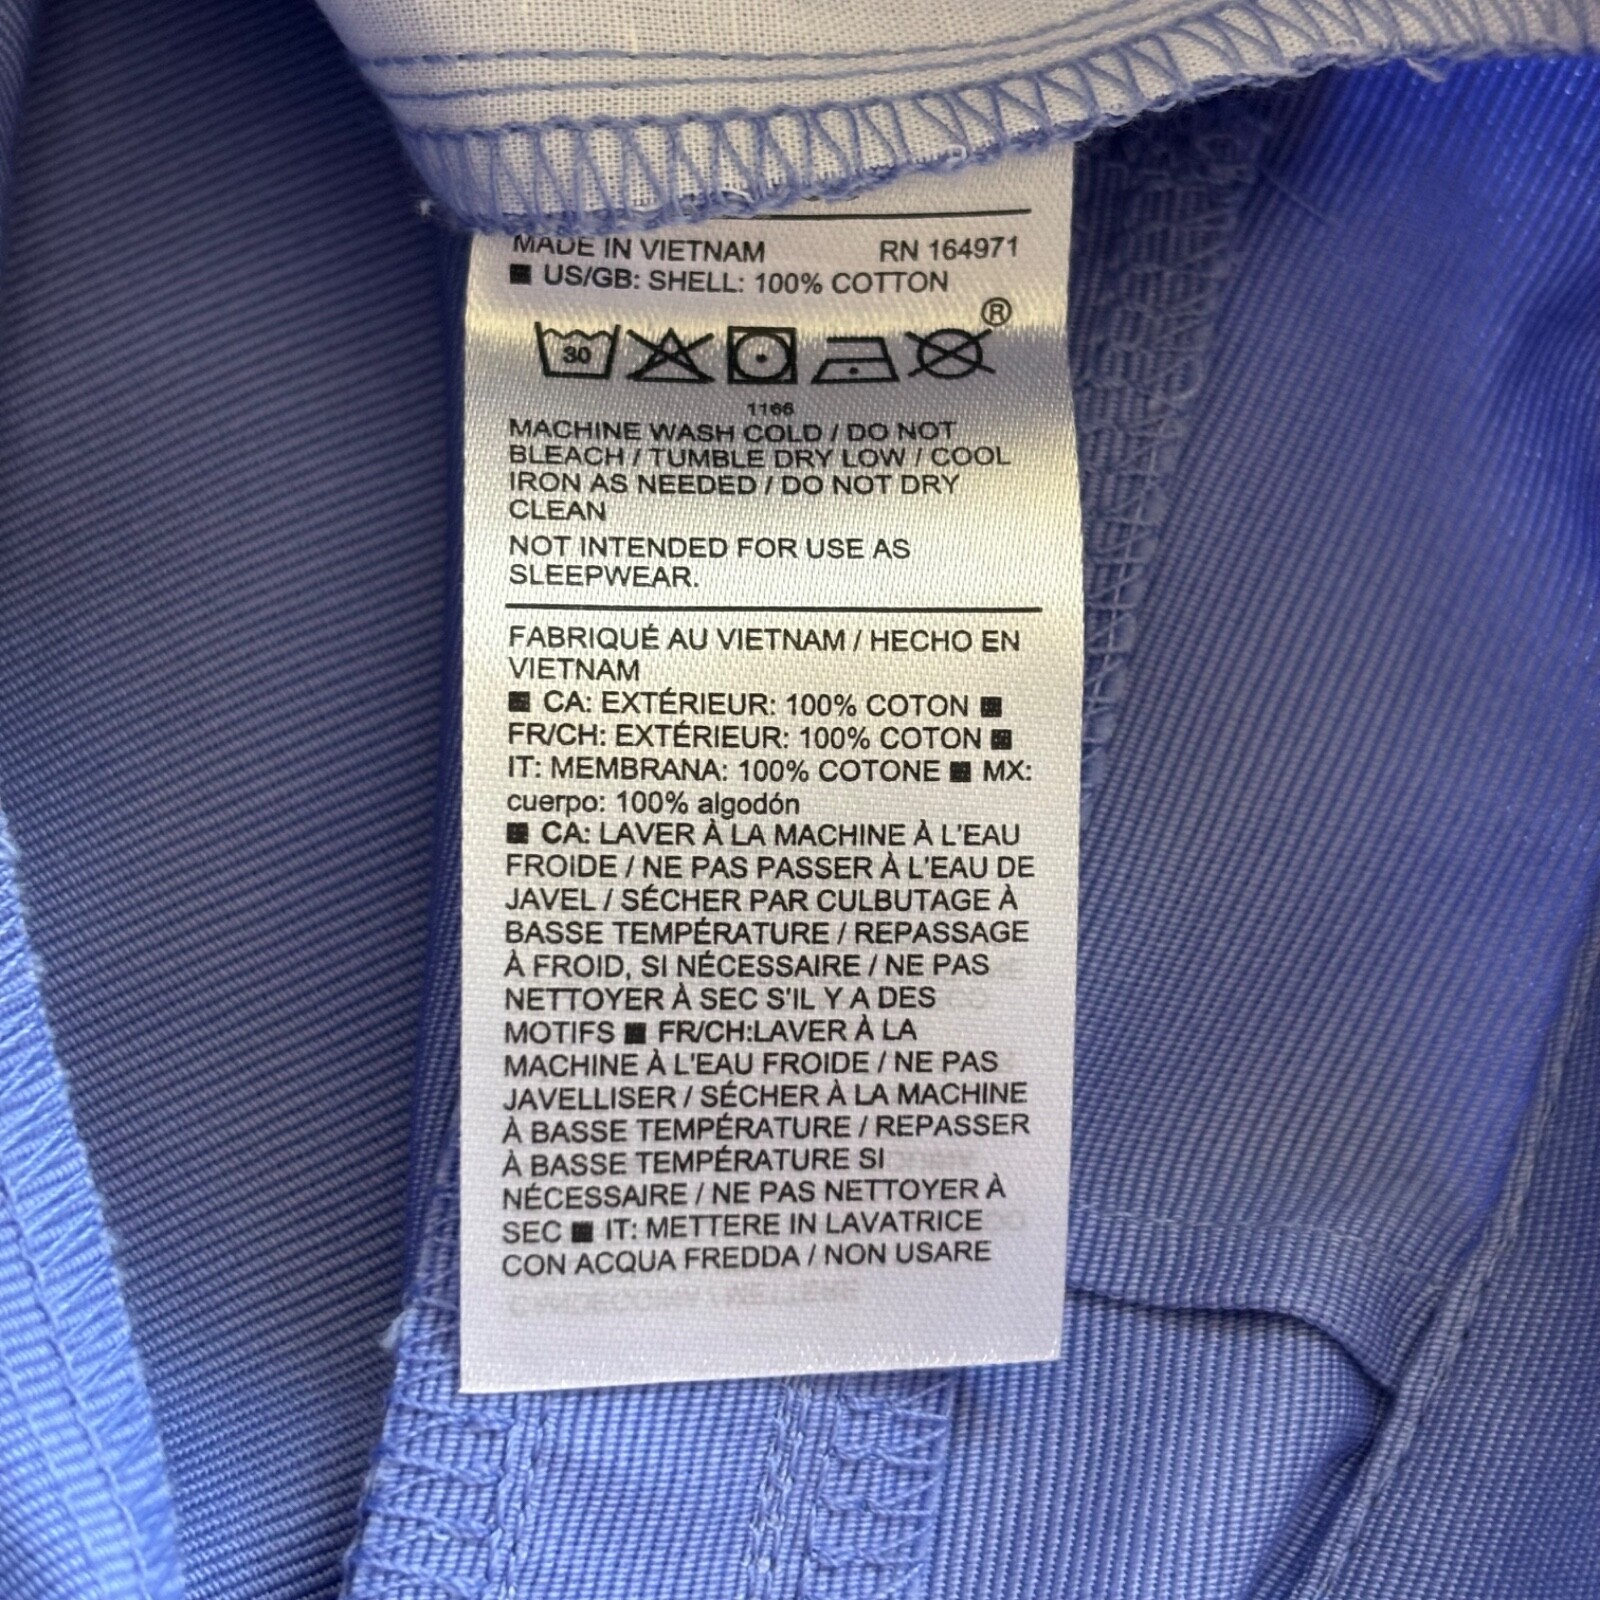 MADE IN VIETNAM RN 164971
■ US/GB: SHELL: 100% COTTON
®
30
1166
MACHINE WASH COLD / DO NOT
BLEACH / TUMBLE DRY LOW / COOL
IRON AS NEEDED / DO NOT DRY
CLEAN
NOT INTENDED FOR USE AS
SLEEPWEAR.
FABRIQUÉ AU VIETNAM / HECHO EN
VIETNAM
■ CA: EXTÉRIEUR: 100% COTON ■
FR/CH: EXTÉRIEUR: 100% COTON ■
IT: MEMBRANA: 100% COTONE ■ MX:
cuerpo: 100% algodón
■ CA: LAVER À LA MACHINE À L'EAU
FROIDE / NE PAS PASSER À L'EAU DE
JAVEL / SÉCHER PAR CULBUTAGE À
BASSE TEMPÉRATURE / REPASSAGE
À FROID, SI NÉCESSAIRE / NE PAS
NETTOYER À SEC S'IL Y A DES
MOTIFS ■ FR/CH:LAVER À LA
MACHINE À L'EAU FROIDE / NE PAS
JAVELLISER / SÉCHER À LA MACHINE
À BASSE TEMPÉRATURE / REPASSER
À BASSE TEMPÉRATURE SI
NÉCESSAIRE / NE PAS NETTOYER À
SEC ■ IT: METTERE IN LAVATRICE
CON ACQUA FREDDA / NON USARE